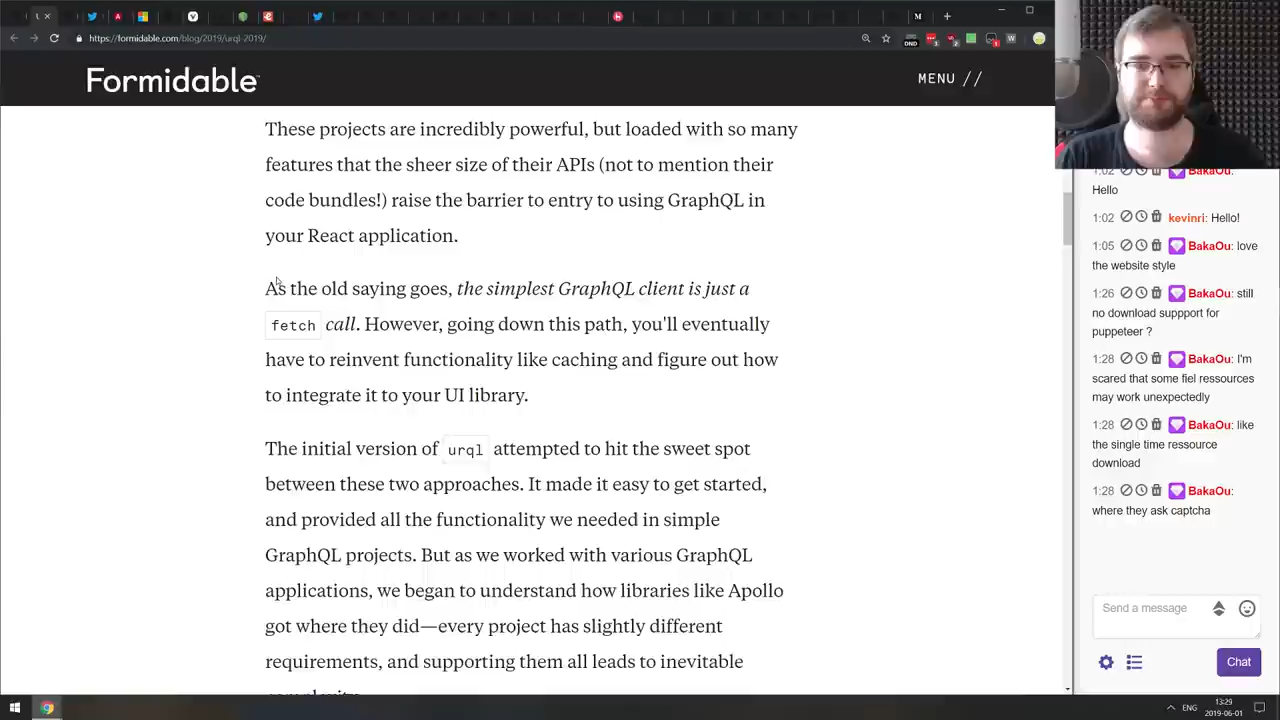 https://formidable.com/blog/2019/urql-2019/
Formidable
MENU //
These projects are incredibly powerful, but loaded with so many
features that the sheer size of their APIs (not to mention their
code bundles!) raise the barrier to entry to using GraphQL in
your React application.
As the old saying goes, the simplest GraphQL client is just a
fetch call. However, going down this path, you'll eventually
have to reinvent functionality like caching and figure out how
to integrate it to your UI library.
The initial version of urql attempted to hit the sweet spot
between these two approaches. It made it easy to get started,
and provided all the functionality we needed in simple
GraphQL projects. But as we worked with various GraphQL
applications, we began to understand how libraries like Apollo
got where they did—every project has slightly different
requirements, and supporting them all leads to inevitable
complexity.
1:02 BakaOu:
Hello
1:02 kevinri: Hello!
1:05 BakaOu: love
the website style
1:26 BakaOu: still
no download suppport for
puppeteer ?
1:28 BakaOu: I'm
scared that some fiel ressources
may work unexpectedly
1:28 BakaOu: like
the single time ressource
download
1:28 BakaOu:
where they ask captcha
Send a message
Chat
ENG
13:29
2019-06-01